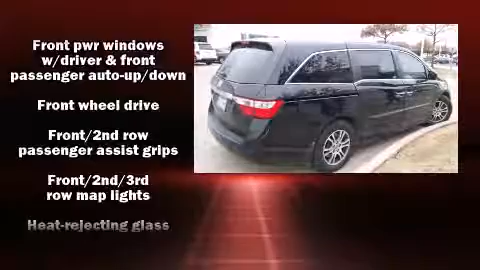 Front pwr windows
w/driver & front
passenger auto-up/down
Front wheel drive
Front/2nd row
passenger assist grips
Front/2nd/3rd
row map lights
Heat-rejecting glass